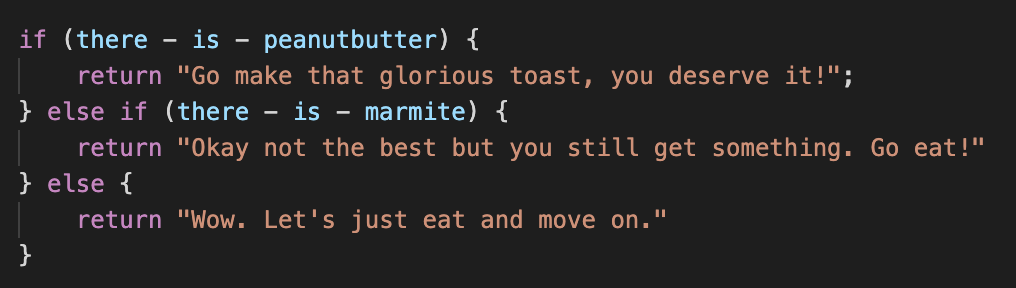 if (there - is - peanutbutter) {
    return "Go make that glorious toast, you deserve it!";
} else if (there - is - marmite) {
    return "Okay not the best but you still get something. Go eat!"
} else {
    return "Wow. Let's just eat and move on."
}